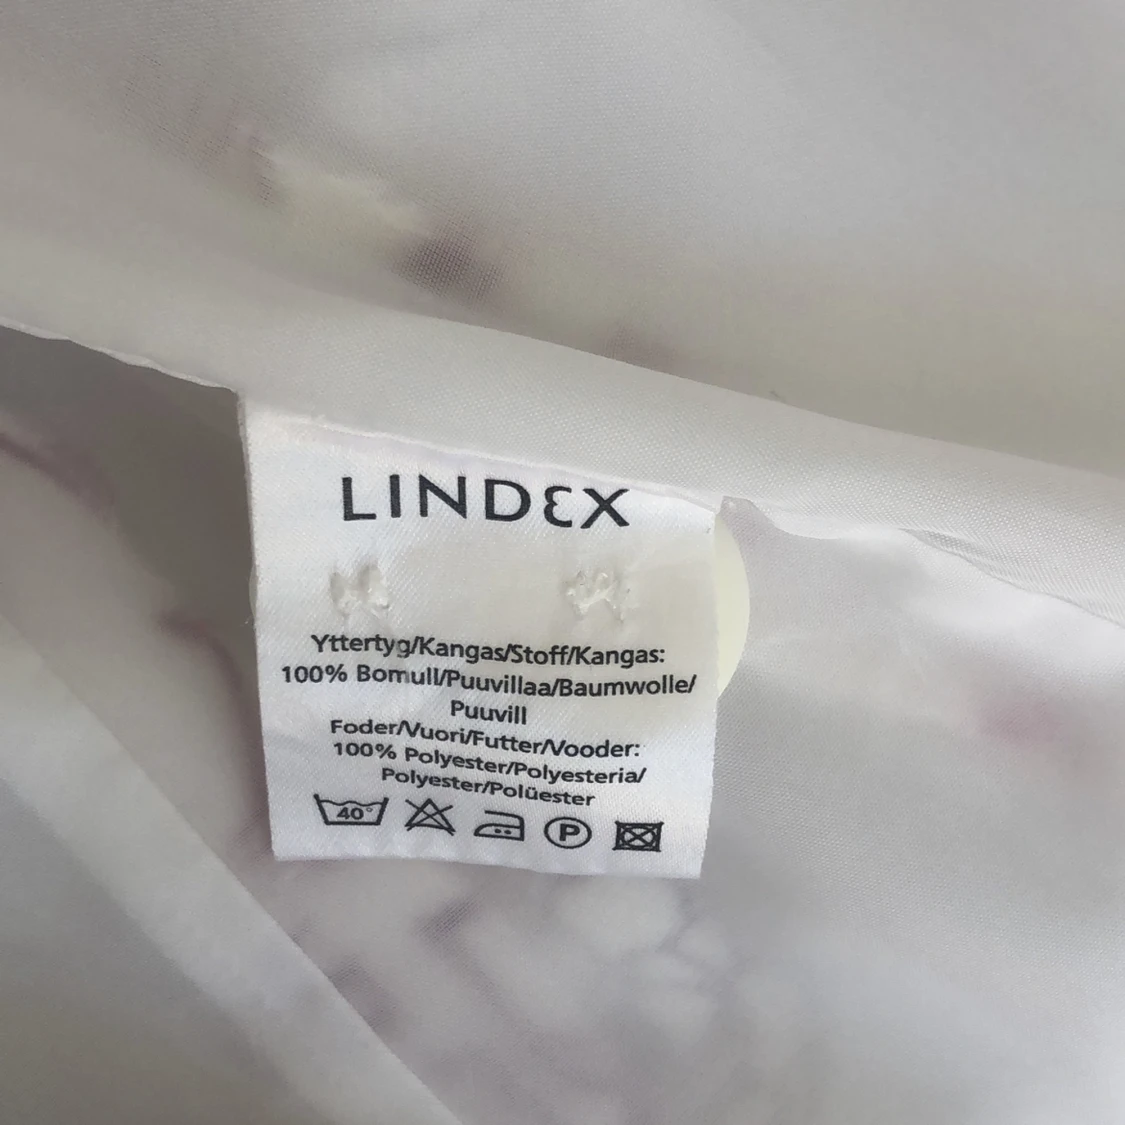 LINDEX
Yttertyg/Kangas/Stoff/Kangas:
100% Bomull/Puuvillaa/Baumwolle/
Puuvill
Foder/Vuori/Futter/Vooder:
100% Polyester/Polyesteria/
Polyester/Polüester
40°
P